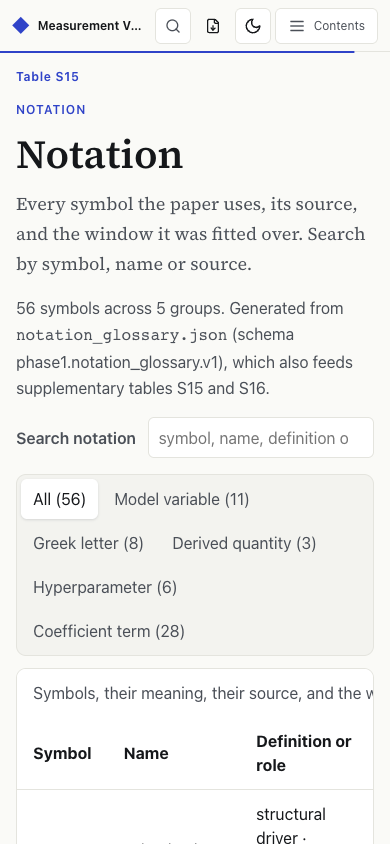 Measurement V...
Contents
Table S15
NOTATION
Notation
Every symbol the paper uses, its source,
and the window it was fitted over. Search
by symbol, name or source.
56 symbols across 5 groups. Generated from
notation_glossary.json (schema
phase1.notation_glossary.v1), which also feeds
supplementary tables S15 and S16.
Search notation
symbol, name, definition o
All (56)
Model variable (11)
Greek letter (8)
Derived quantity (3)
Hyperparameter (6)
Coefficient term (28)
Symbols, their meaning, their source, and the w
Symbol
Name
Definition or
role
structural
driver ·